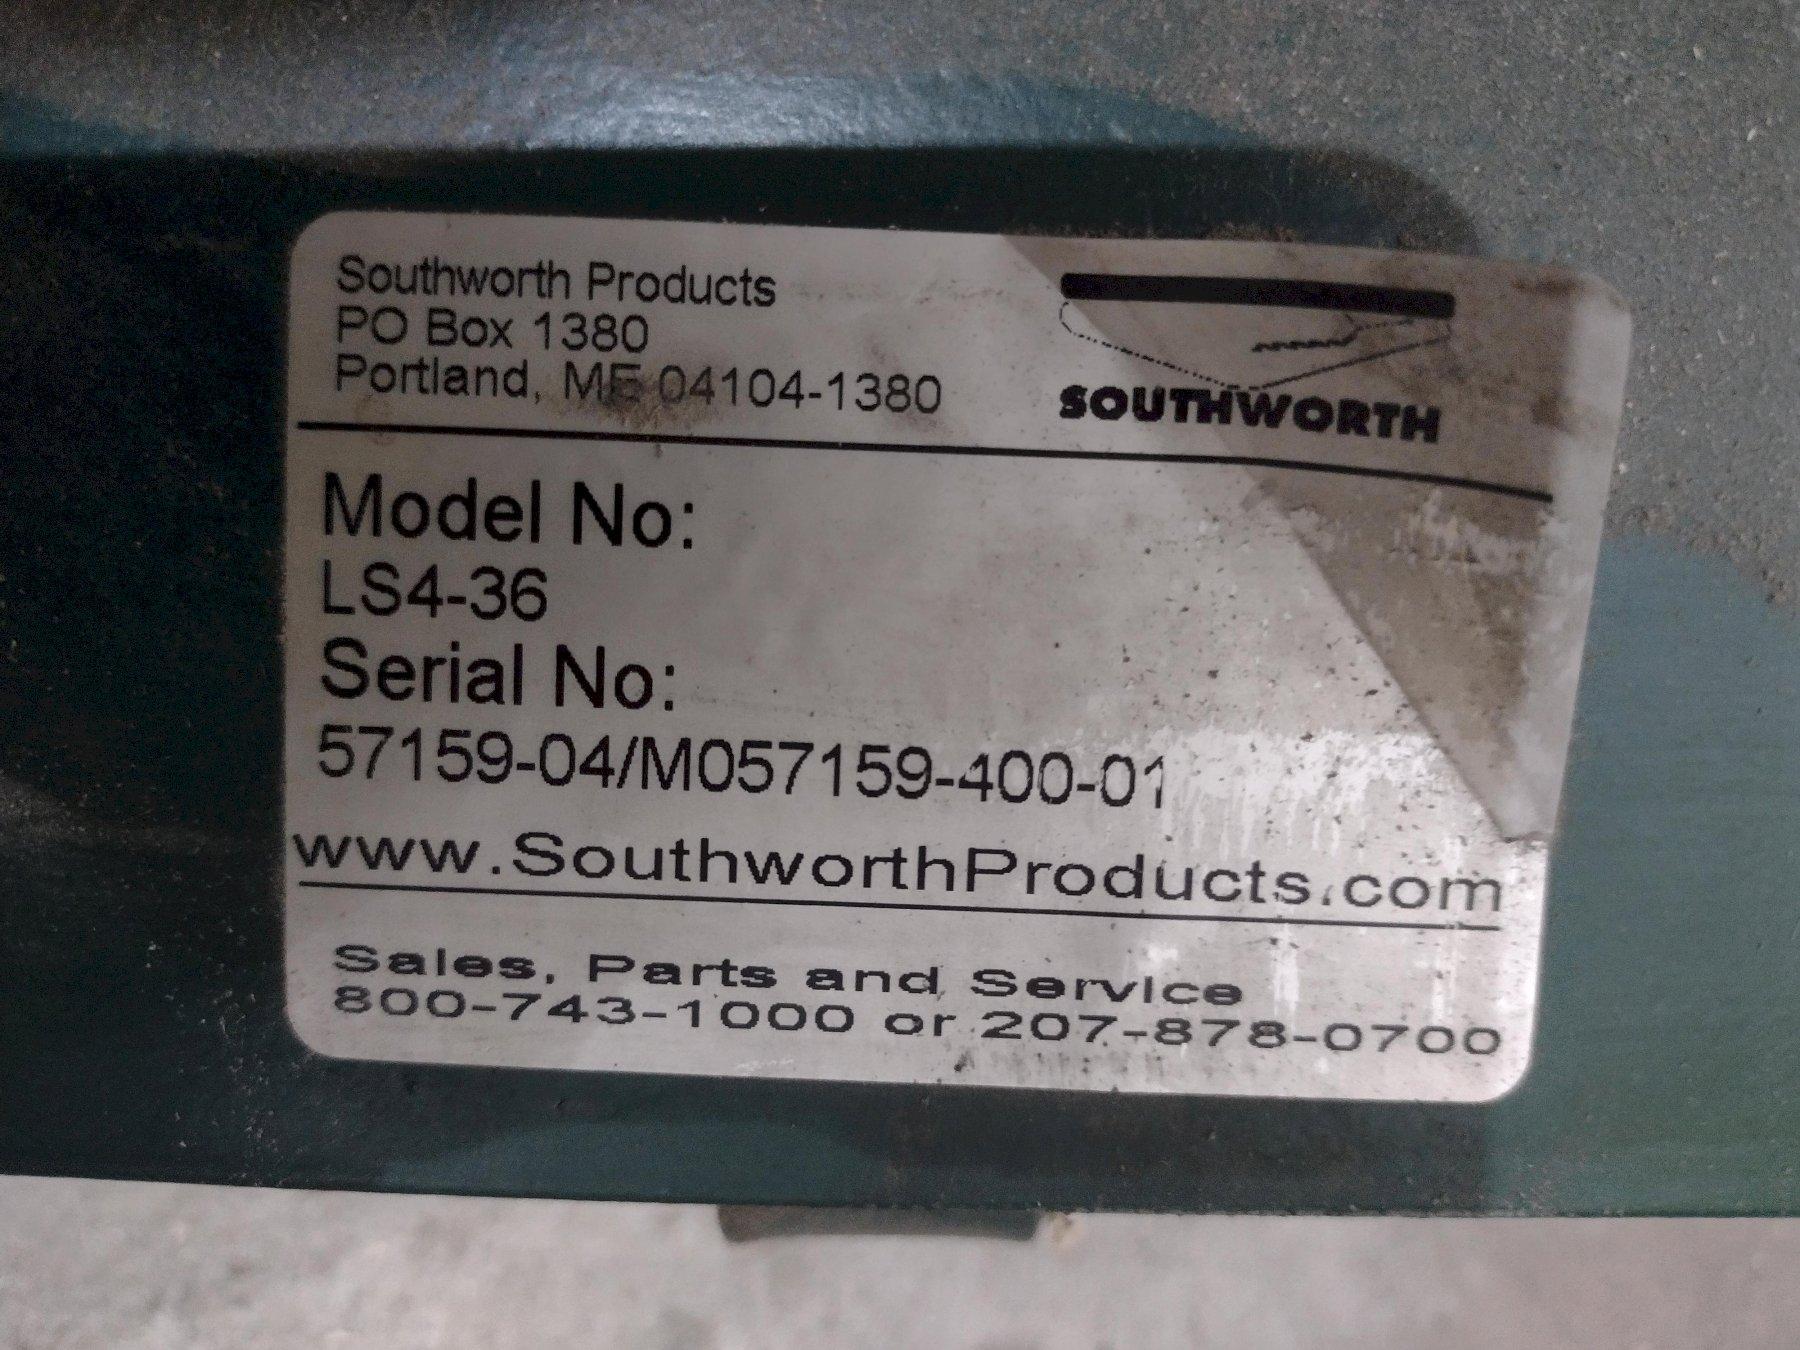 Southworth Products
PO Box 1380
Portland, ME 04104-1380
SOUTHWORTH
Model No:
LS4-36
Serial No:
57159-04/M057159-400-01
www.SouthworthProducts.com
Sales, Parts and Service
800-743-1000 or 207-878-0700